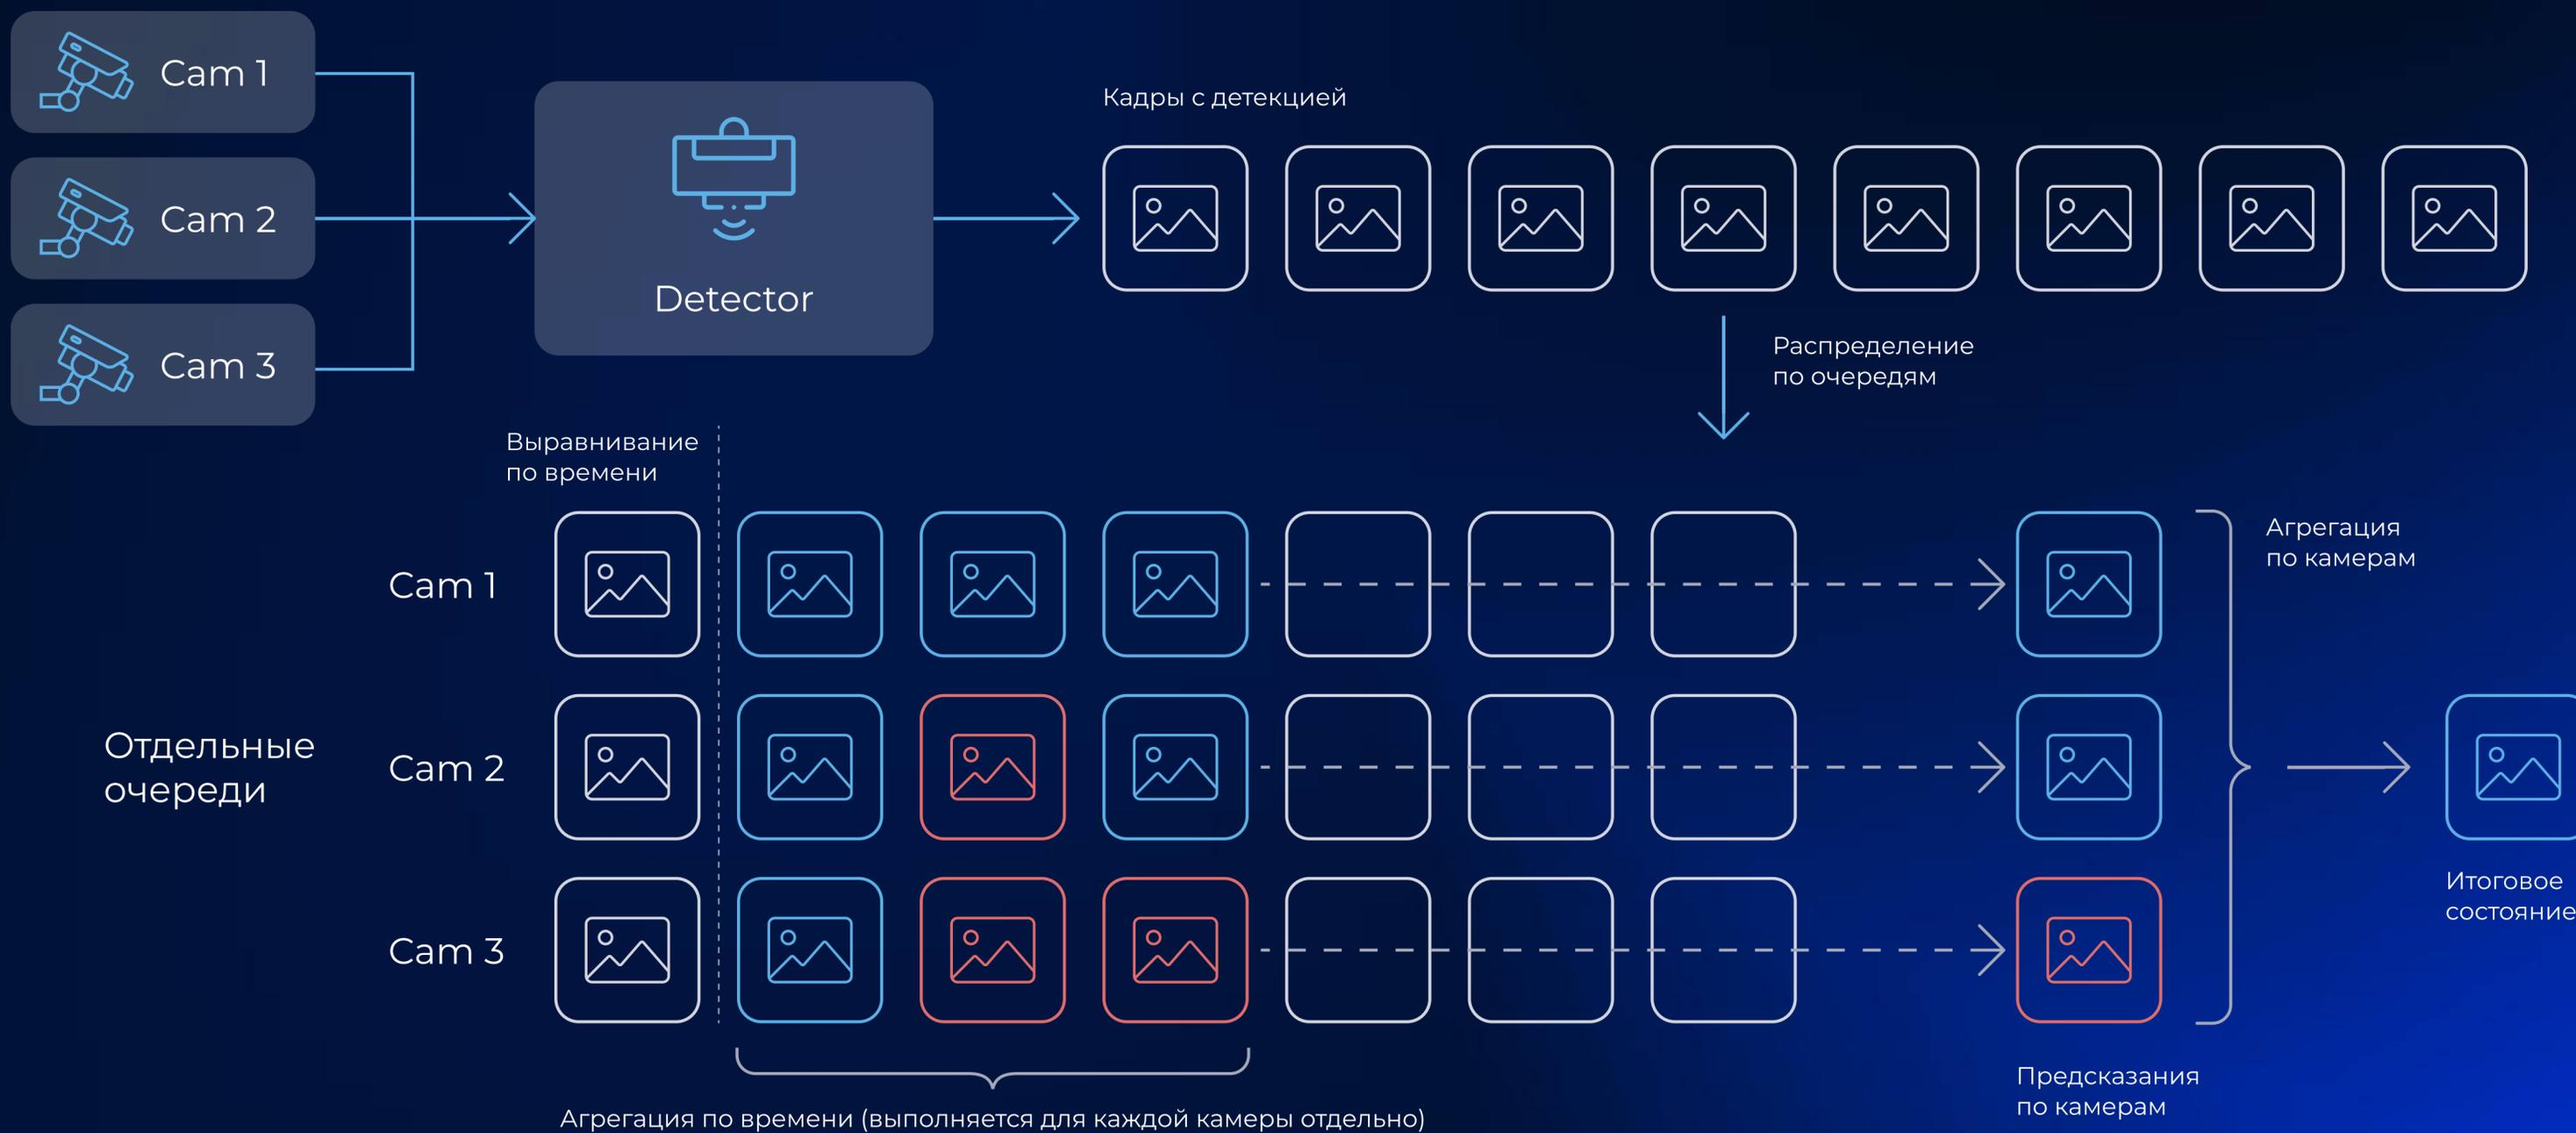 Cam 1
Cam 2
Cam 3
Detector
Кадры с детекцией
Распределение
по очередям
Выравнивание
по времени
Отдельные
очереди
Cam 1
Cam 2
Cam 3
Агрегация
по камерам
Итоговое
состояние
Предсказания
по камерам
Агрегация по времени (выполняется для каждой камеры отдельно)